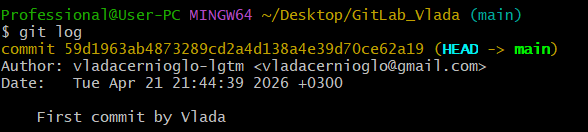 Professional@User-PC MINGW64 ~/Desktop/GitLab_Vlada (main)
$ git log
commit 59d1963ab4873289cd2a4d138a4e39d70ce62a19 (HEAD -> main)
Author: vladacernioglo-lgtm <vladacernioglo@gmail.com>
Date:   Tue Apr 21 21:44:39 2026 +0300
    First commit by Vlada